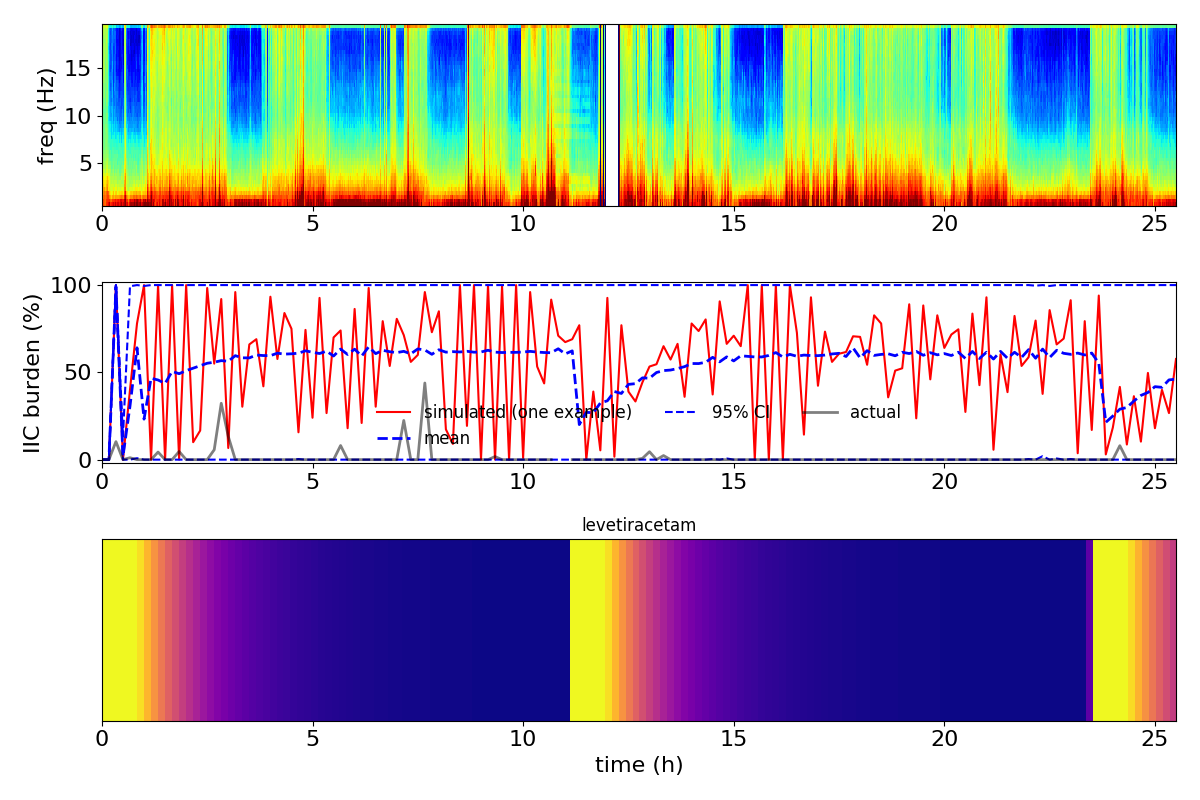 freq (Hz)
15
10
5
0 5 10 15 20 25
IIC burden (%)
100
50
0
simulated (one example) 95% CI actual
mean
0 5 10 15 20 25
levetiracetam
0 5 10 15 20 25
time (h)